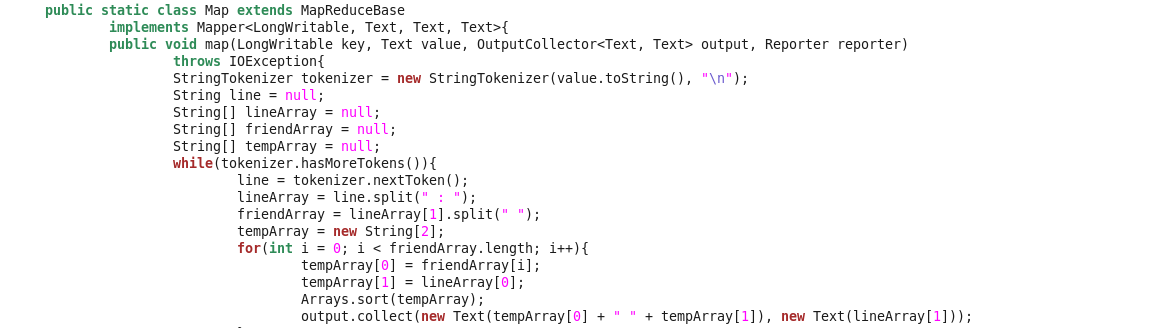 public static class Map extends MapReduceBase
implements Mapper<LongWritable, Text, Text, Text>{
public void map(LongWritable key, Text value, OutputCollector<Text, Text> output, Reporter reporter)
throws IOException{
StringTokenizer tokenizer = new StringTokenizer(value.toString(), "\n");
String line = null;
String[] lineArray = null;
String[] friendArray = null;
String[] tempArray = null;
while(tokenizer.hasMoreTokens()){
line = tokenizer.nextToken();
lineArray = line.split(" : ");
friendArray = lineArray[1].split(" ");
tempArray = new String[2];
for(int i = 0; i < friendArray.length; i++){
tempArray[0] = friendArray[i];
tempArray[1] = lineArray[0];
Arrays.sort(tempArray);
output.collect(new Text(tempArray[0] + " " + tempArray[1]), new Text(lineArray[1]));